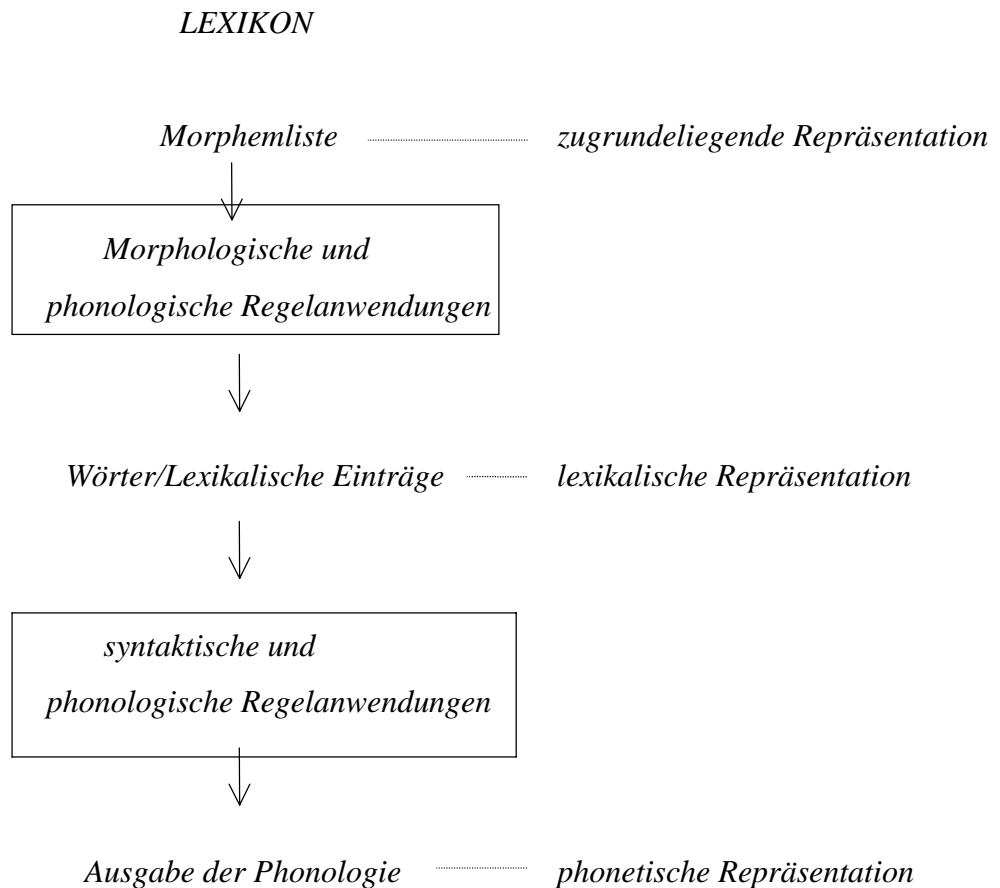 LEXIKON
Morphemliste zugrundeliegende Repräsentation
Morphologische und
phonologische Regelanwendungen
Wörter/Lexikalische Einträge lexikalische Repräsentation
syntaktische und
phonologische Regelanwendungen
Ausgabe der Phonologie phonetische Repräsentation